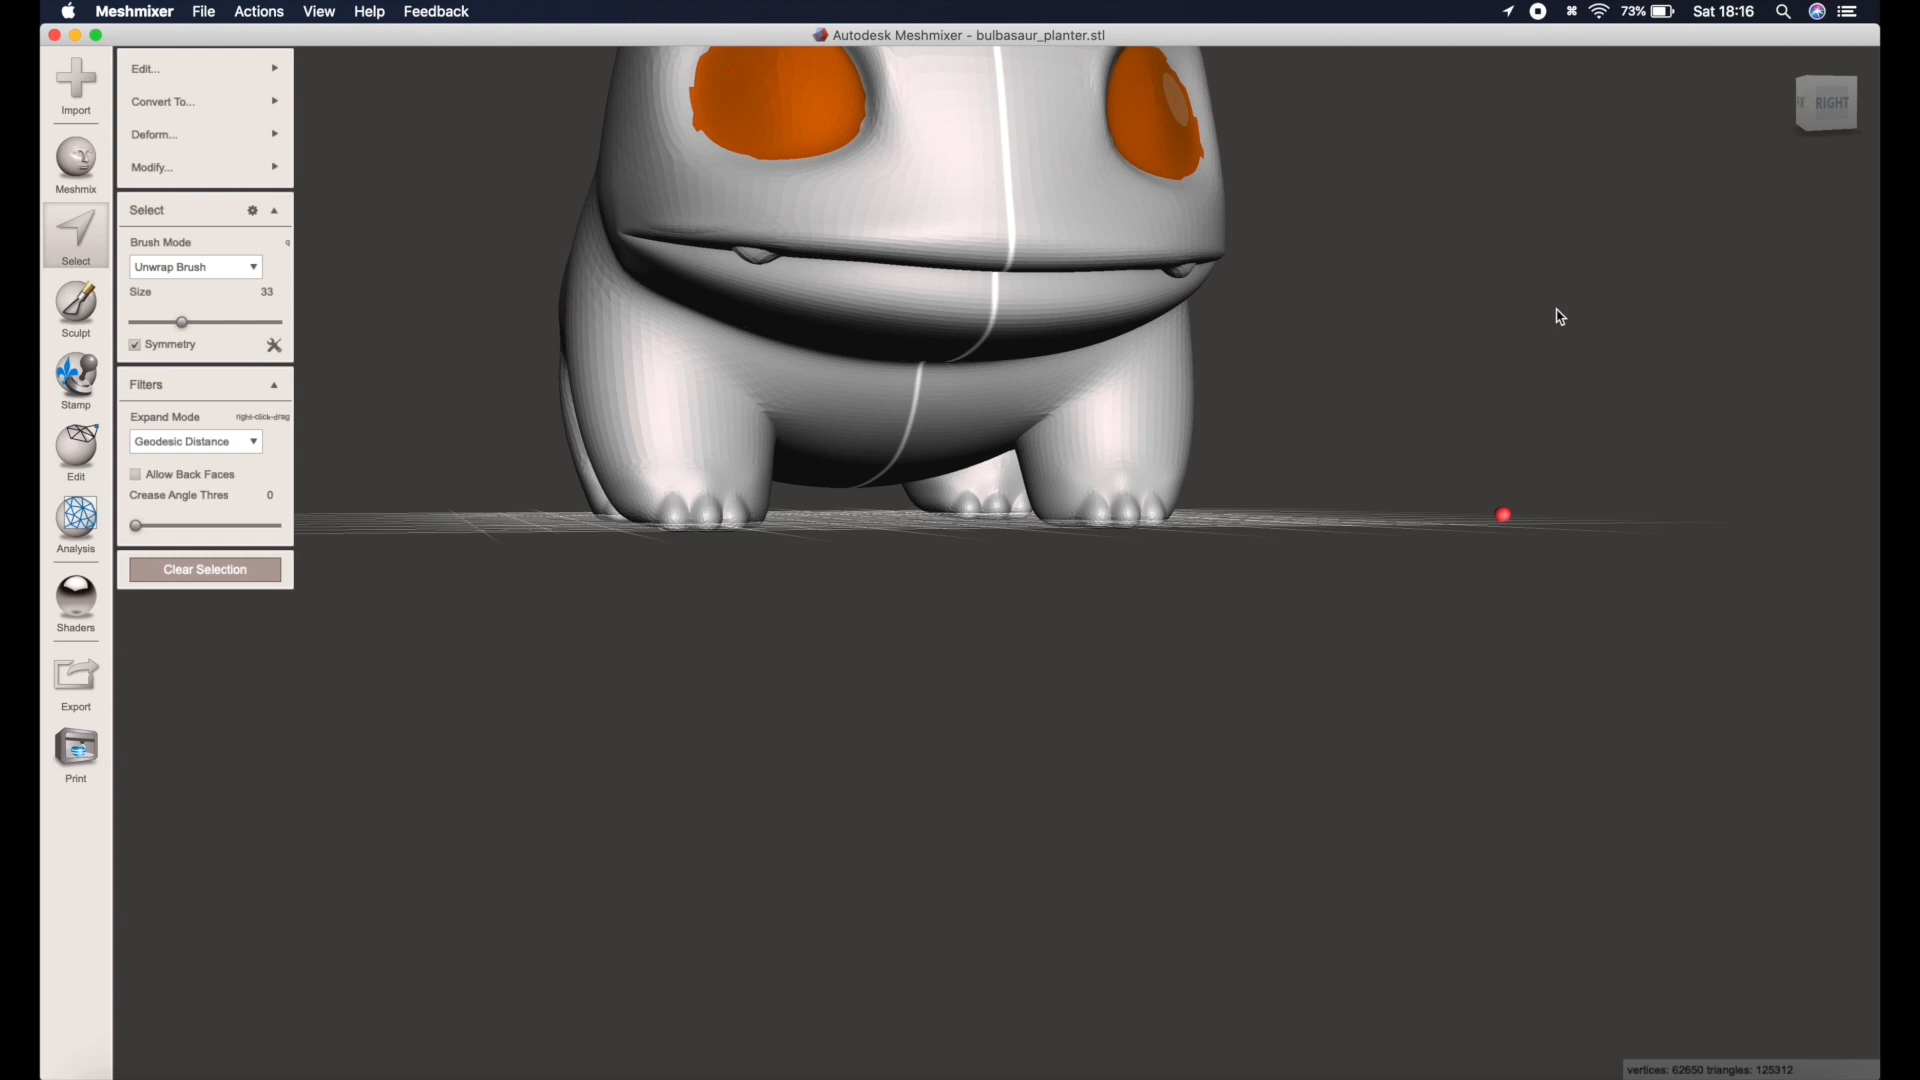 Meshmixer File Actions View Help Feedback
73% Sat 18:16
Autodesk Meshmixer - bulbasaur_planter.stl
Import
Meshmix
Select
Sculpt
Stamp
Edit
Analysis
Shaders
Export
Print
Edit...
Convert To...
Deform...
Modify...
Select
Brush Mode q
Unwrap Brush
Size 33
Symmetry
Filters
Expand Mode right-click-drag
Geodesic Distance
Allow Back Faces
Crease Angle Thres 0
Clear Selection
RIGHT
vertices: 62650 triangles: 125312